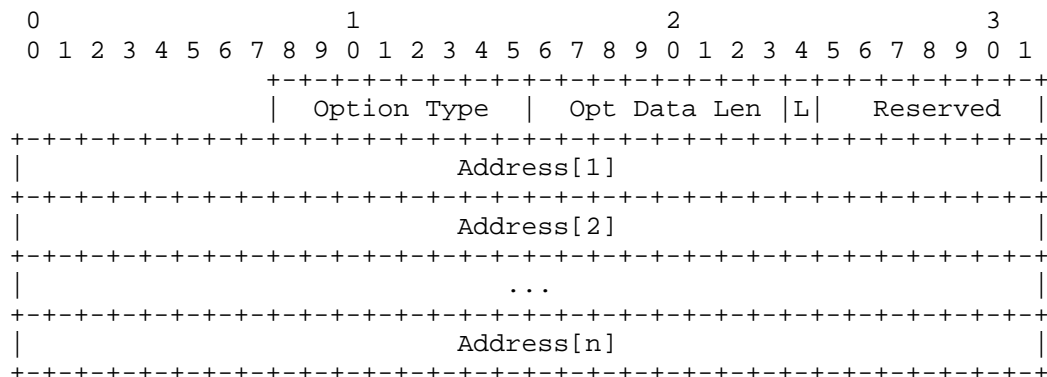 0                   1                   2                   3
 0 1 2 3 4 5 6 7 8 9 0 1 2 3 4 5 6 7 8 9 0 1 2 3 4 5 6 7 8 9 0 1
                +-+-+-+-+-+-+-+-+-+-+-+-+-+-+-+-+-+-+-+-+-+-+-+-+
                |  Option Type  |  Opt Data Len |L|   Reserved  |
+-+-+-+-+-+-+-+-+-+-+-+-+-+-+-+-+-+-+-+-+-+-+-+-+-+-+-+-+-+-+-+-+
|                           Address[1]                          |
+-+-+-+-+-+-+-+-+-+-+-+-+-+-+-+-+-+-+-+-+-+-+-+-+-+-+-+-+-+-+-+-+
|                           Address[2]                          |
+-+-+-+-+-+-+-+-+-+-+-+-+-+-+-+-+-+-+-+-+-+-+-+-+-+-+-+-+-+-+-+-+
|                              ...                              |
+-+-+-+-+-+-+-+-+-+-+-+-+-+-+-+-+-+-+-+-+-+-+-+-+-+-+-+-+-+-+-+-+
|                           Address[n]                          |
+-+-+-+-+-+-+-+-+-+-+-+-+-+-+-+-+-+-+-+-+-+-+-+-+-+-+-+-+-+-+-+-+